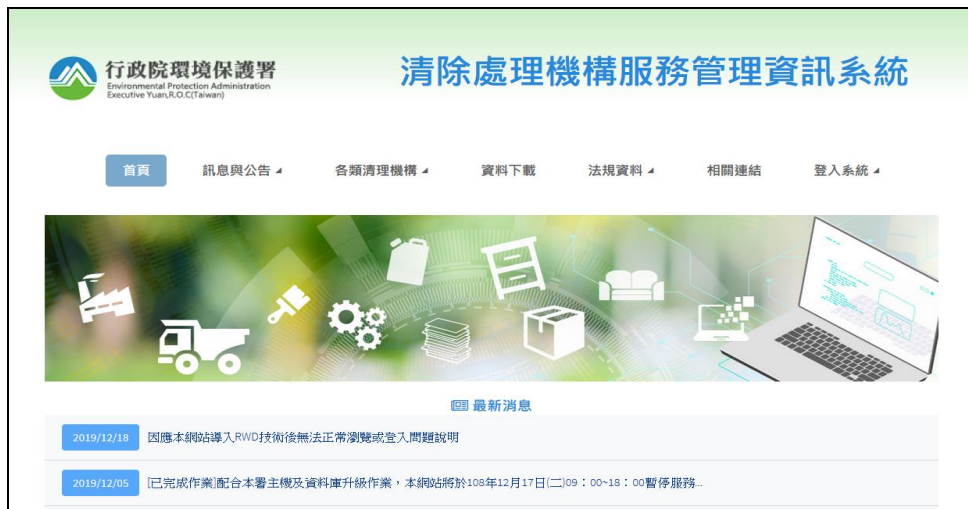 行政院環境保護署
Environmental Protection Administration
Executive Yuan,R.O.C(Taiwan)
清除處理機構服務管理資訊系統
首頁 訊息與公告 各類清理機構 資料下載 法規資料 相關連結 登入系統
最新消息
2019/12/18 因應本網站導入RWD技術後無法正常瀏覽或登入問題說明
2019/12/05 [已完成作業]配合本署主機及資料庫升級作業，本網站將於108年12月17日(二)09：00~18：00暫停服務...